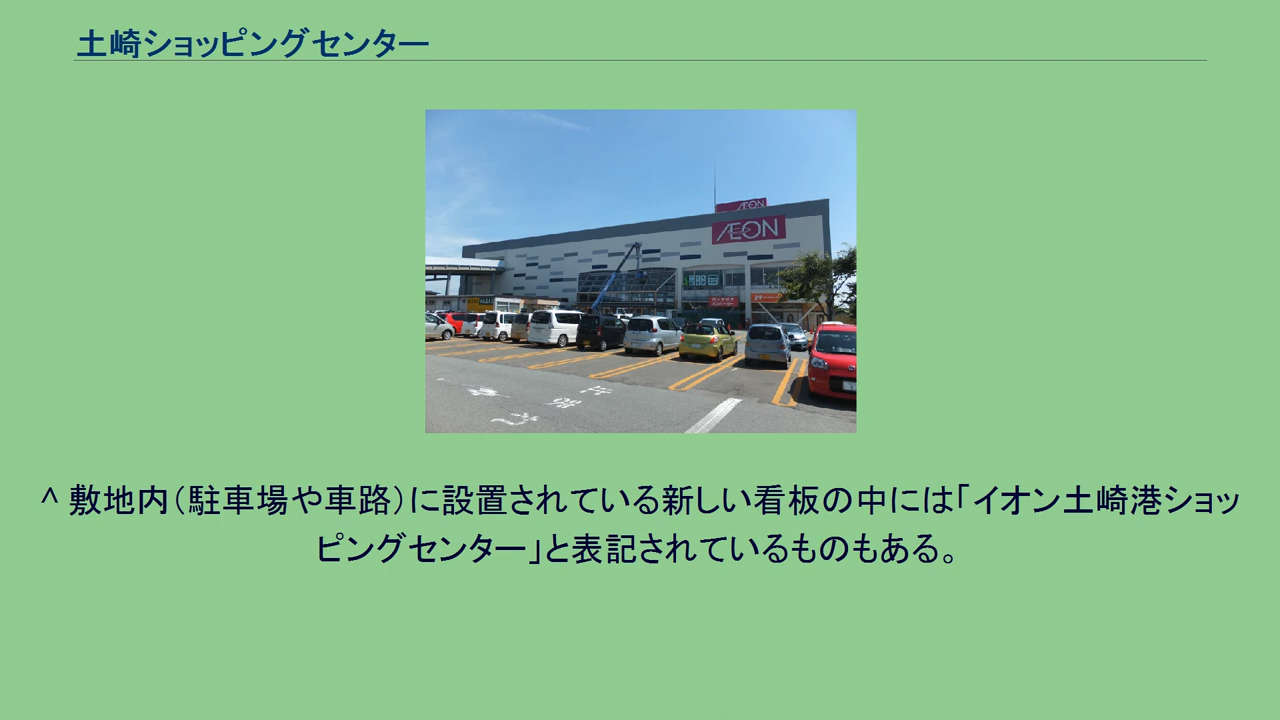 土崎ショッピングセンター
ÆON
ÆON
^ 敷地内（駐車場や車路）に設置されている新しい看板の中には「イオン土崎港ショッ
ピングセンター」と表記されているものもある。